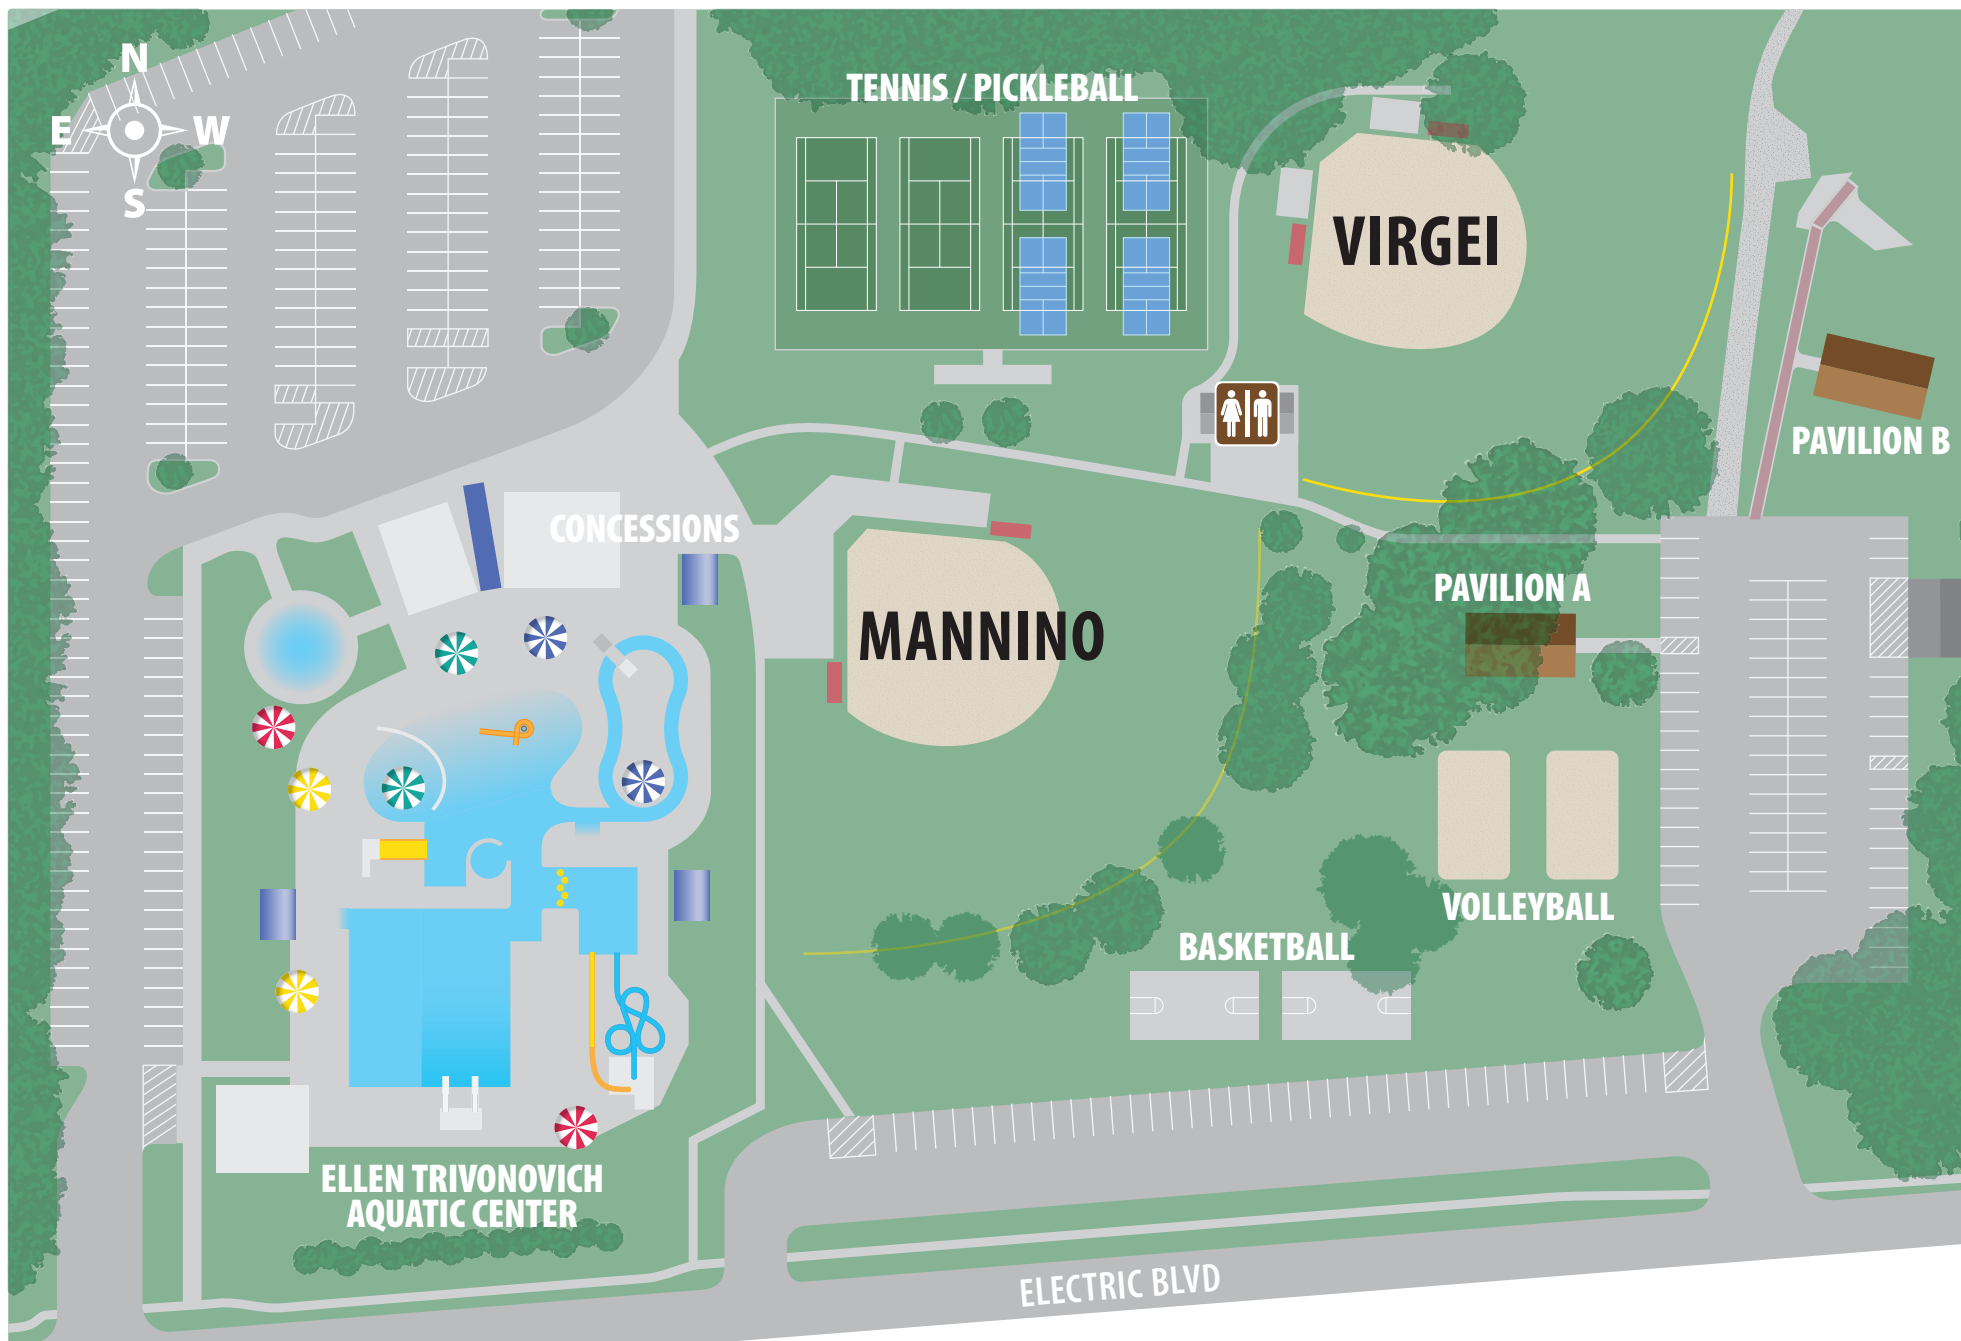 N
E
W
S
TENNIS / PICKLEBALL
VIRGEI
PAVILION B
CONCESSIONS
MANNINO
PAVILION A
VOLLEYBALL
BASKETBALL
ELLEN TRIVONOVICH
AQUATIC CENTER
ELECTRIC BLVD